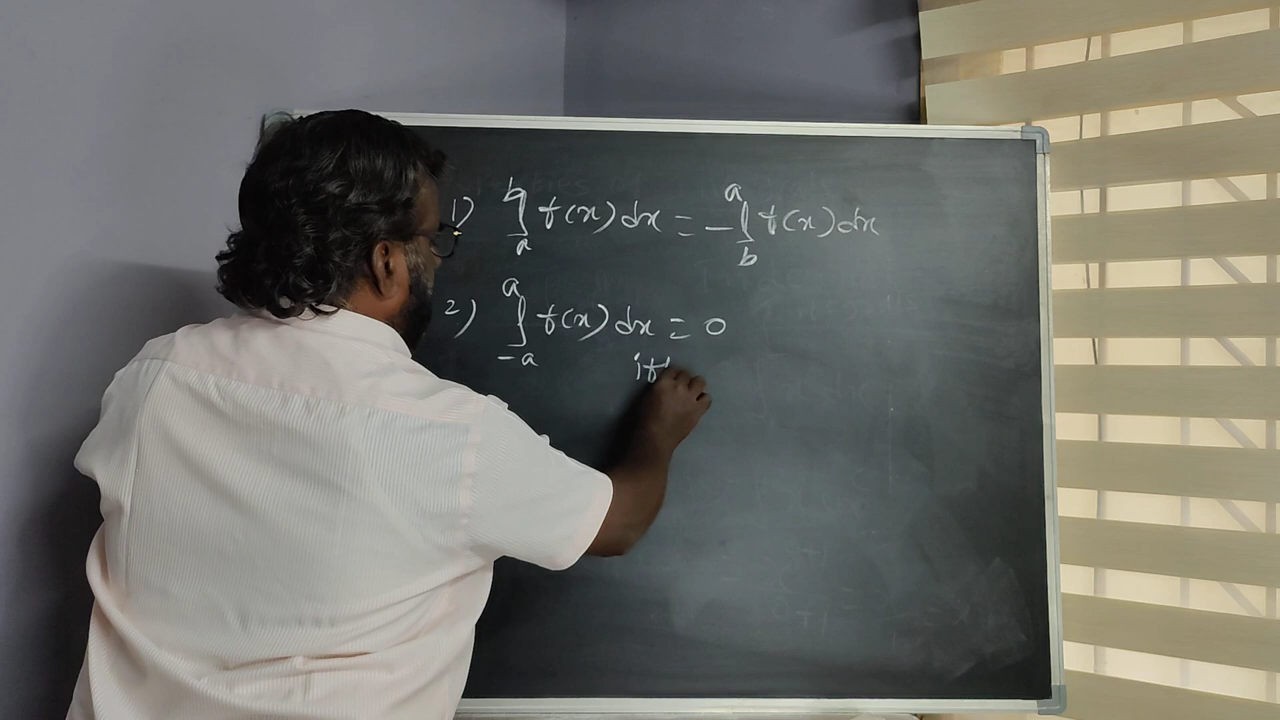 1) ∫_a^b f(x) dx = - ∫_b^a f(x) dx
2) ∫_{-a}^a f(x) dx = 0
if